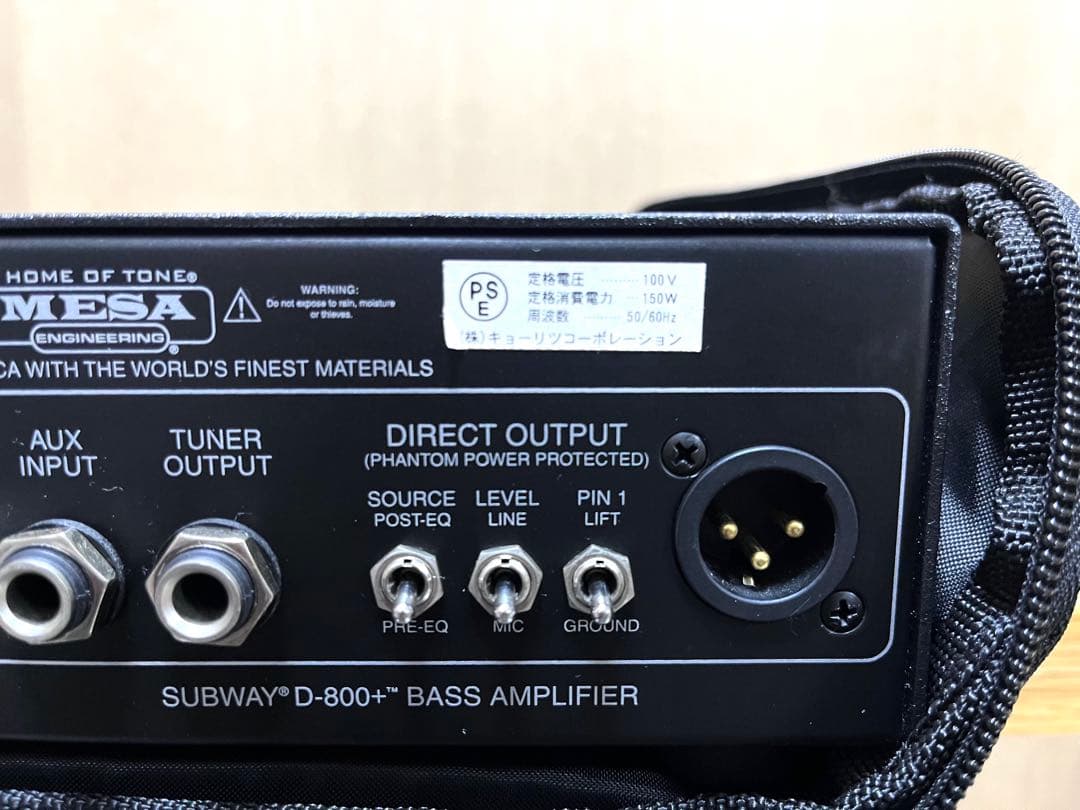 HOME OF TONE®
MESA
ENGINEERING®
WARNING:
Do not expose to rain, moisture
or thieves.
PSE
定格電圧 ········· 100V
定格消費電力 ··· 150W
周波数 ········· 50/60Hz
(株)キョーリツコーポレーション
CA WITH THE WORLD'S FINEST MATERIALS
AUX
INPUT
TUNER
OUTPUT
DIRECT OUTPUT
(PHANTOM POWER PROTECTED)
SOURCE
POST-EQ
PRE-EQ
LEVEL
LINE
MIC
PIN 1
LIFT
GROUND
SUBWAY® D-800+™ BASS AMPLIFIER